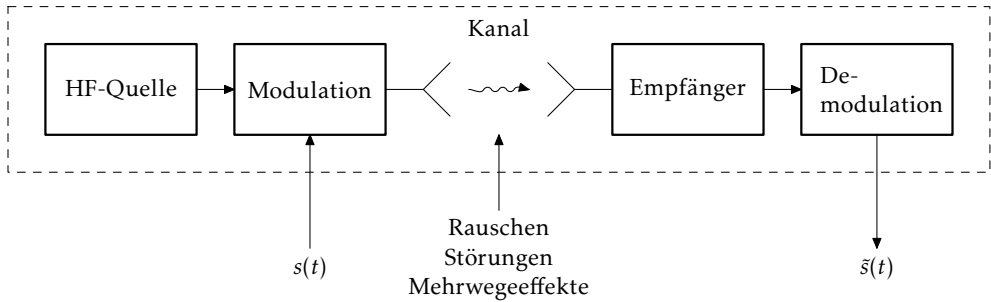 Kanal
HF-Quelle
Modulation
Empfänger
De-
modulation
Rauschen
Störungen
Mehrwegeeffekte
s(t)
s̃(t)